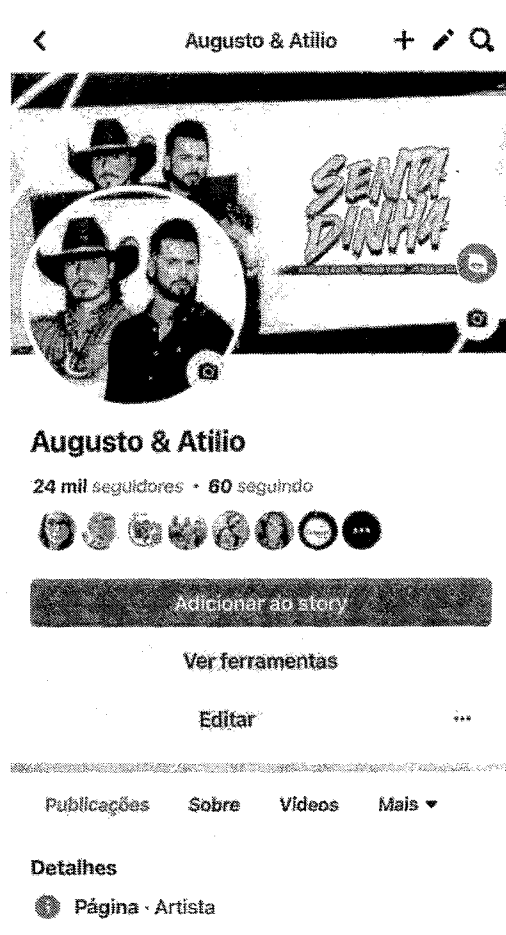 Augusto & Atilio
SENTA
DINHA
Augusto & Atilio
24 mil seguidores • 60 seguindo
Adicionar ao story
Ver ferramentas
Editar
Publicações Sobre Vídeos Mais
Detalhes
Página · Artista